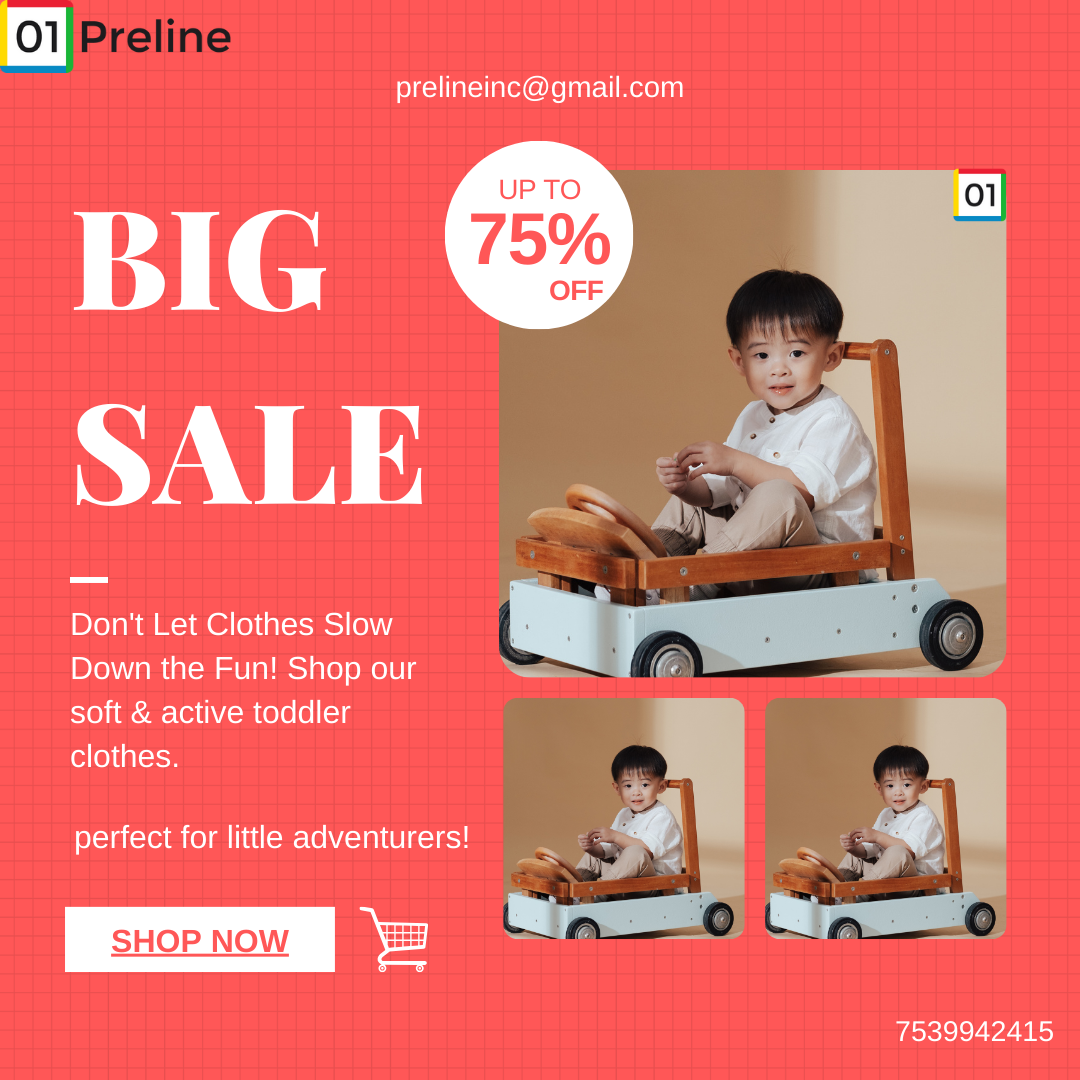 01 Preline
prelineinc@gmail.com
UP TO
75%
OFF
01
BIG
SALE
Don't Let Clothes Slow
Down the Fun! Shop our
soft & active toddler
clothes.
perfect for little adventurers!
SHOP NOW
7539942415